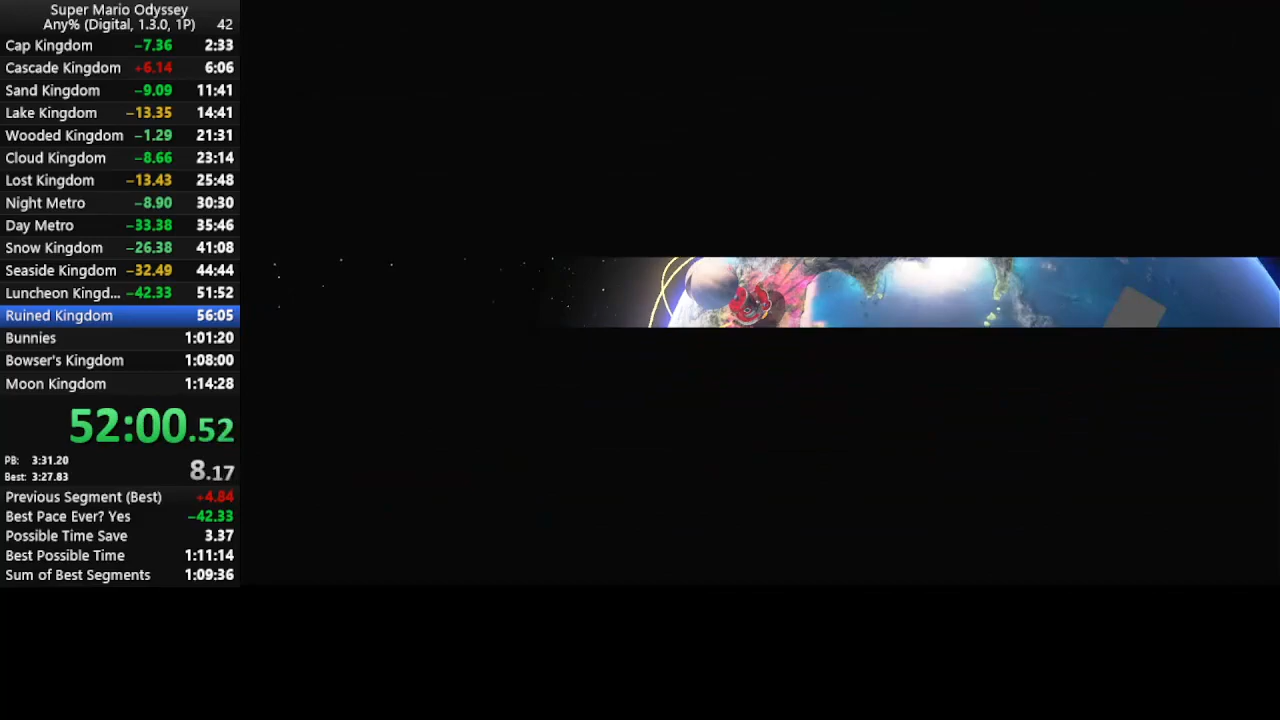 Super Mario Odyssey
Any% (Digital, 1.3.0, 1P) 42
Cap Kingdom -7.36 2:33
Cascade Kingdom +6.14 6:06
Sand Kingdom -9.09 11:41
Lake Kingdom -13.35 14:41
Wooded Kingdom -1.29 21:31
Cloud Kingdom -8.66 23:14
Lost Kingdom -13.43 25:48
Night Metro -8.90 30:30
Day Metro -33.38 35:46
Snow Kingdom -26.38 41:08
Seaside Kingdom -32.49 44:44
Luncheon Kingd... -42.33 51:52
Ruined Kingdom 56:05
Bunnies 1:01:20
Bowser's Kingdom 1:08:00
Moon Kingdom 1:14:28
52:00.52
PB: 3:31.20
Best: 3:27.83
8.17
Previous Segment (Best) +4.84
Best Pace Ever? Yes -42.33
Possible Time Save 3.37
Best Possible Time 1:11:14
Sum of Best Segments 1:09:36